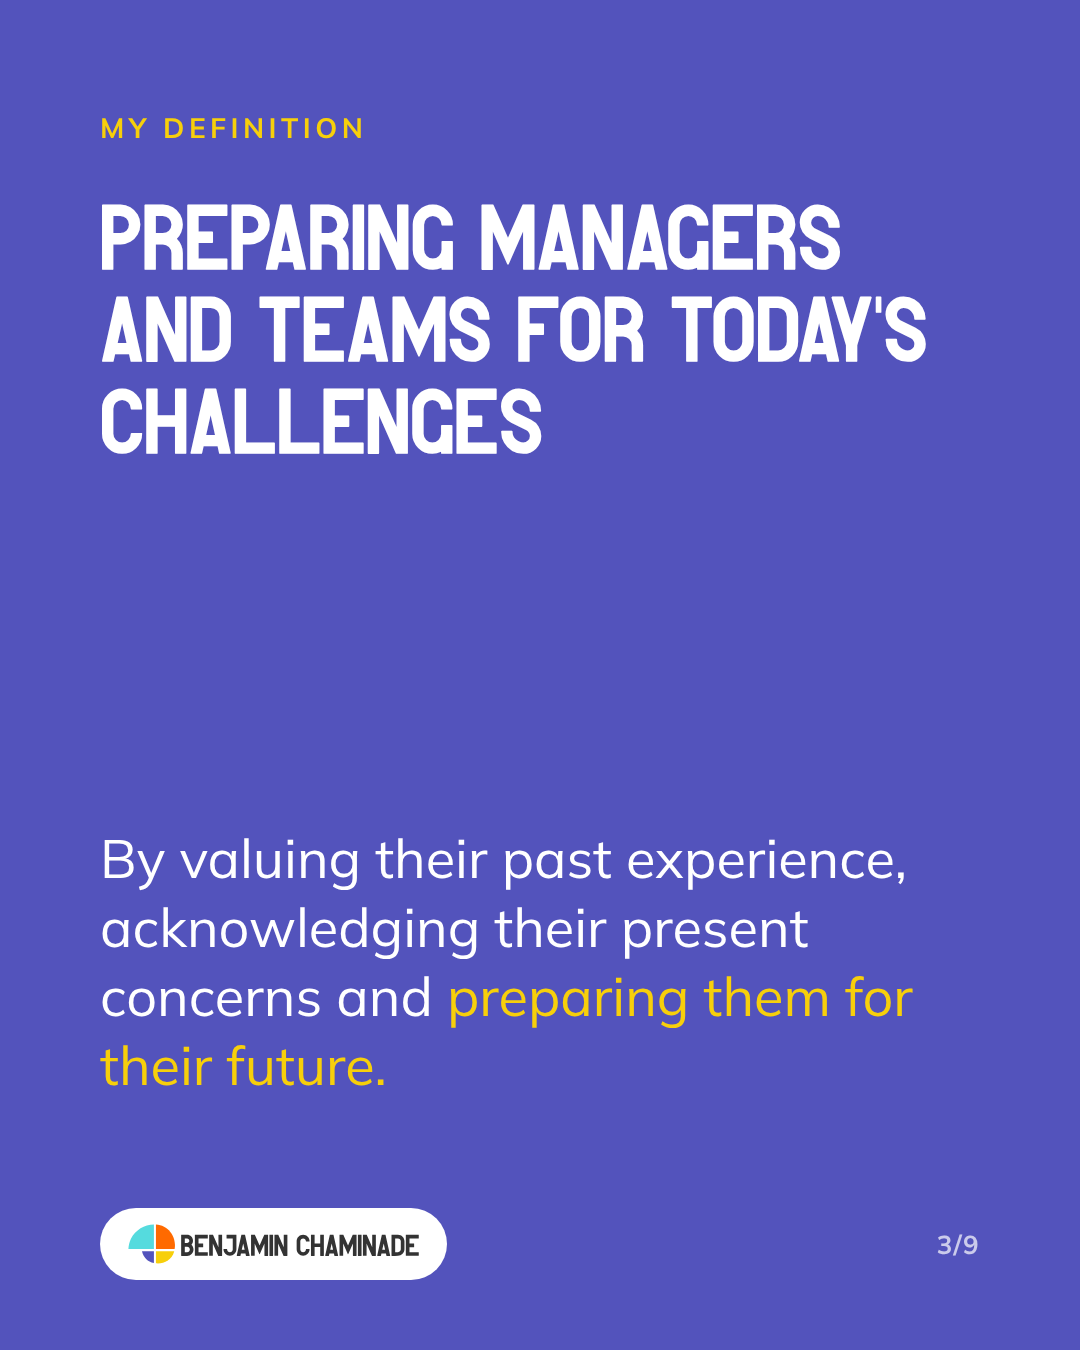 MY DEFINITION
PREPARING MANAGERS
AND TEAMS FOR TODAY'S
CHALLENGES
By valuing their past experience,
acknowledging their present
concerns and preparing them for
their future.
BENJAMIN CHAMINADE
3/9